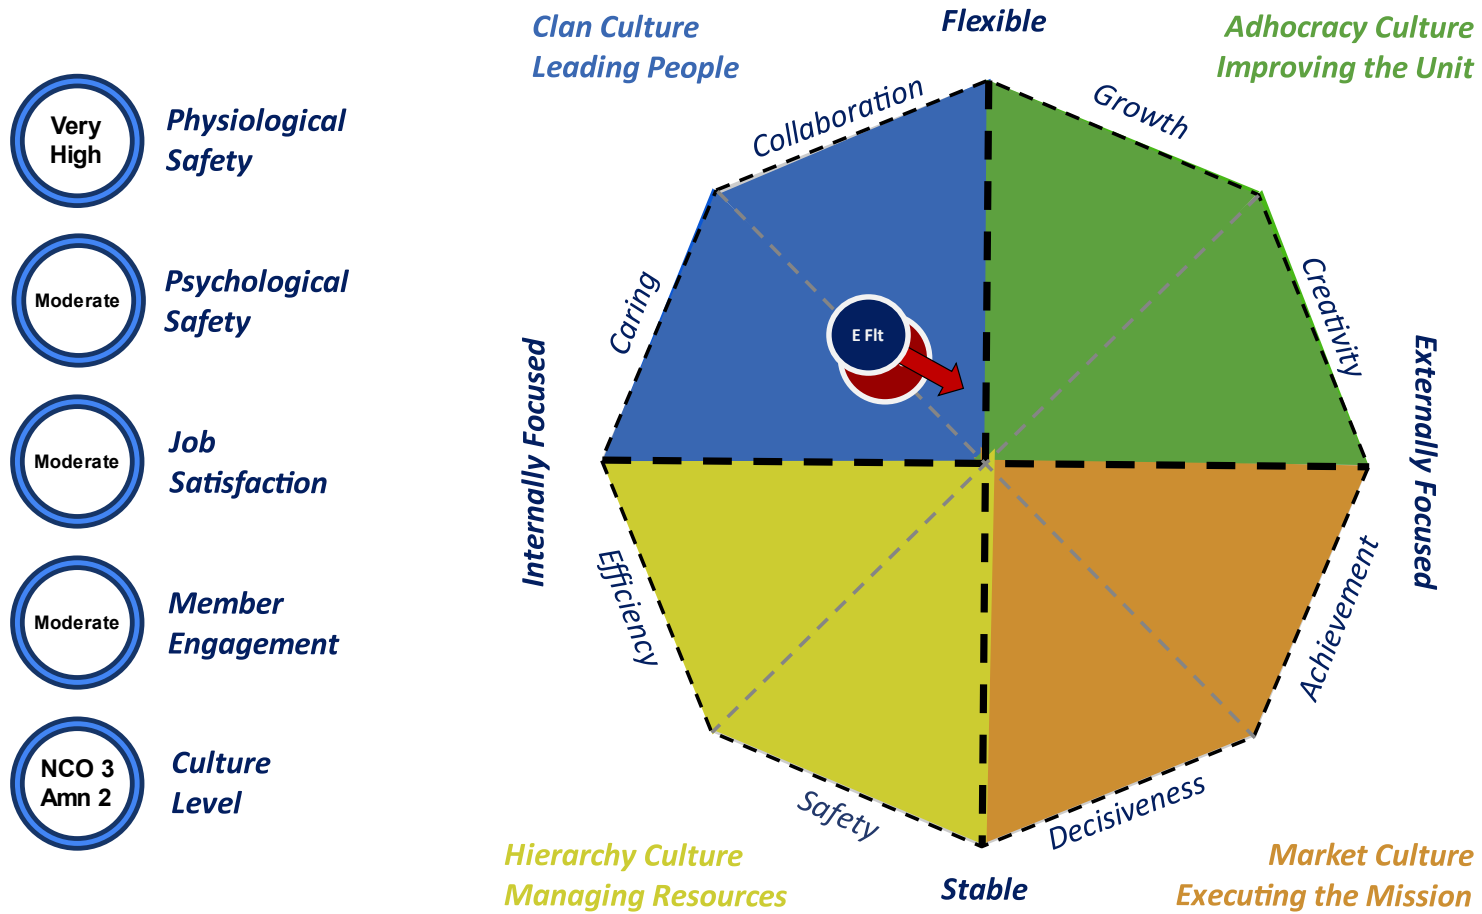 Clan Culture
Leading People
Flexible
Adhocracy Culture
Improving the Unit
Very
High
Physiological
Safety
Moderate
Psychological
Safety
Moderate
Job
Satisfaction
Moderate
Member
Engagement
NCO 3
Amn 2
Culture
Level
Collaboration
Growth
Caring
Creativity
E Flt
Internally Focused
Externally Focused
Efficiency
Achievement
Safety
Decisiveness
Hierarchy Culture
Managing Resources
Stable
Market Culture
Executing the Mission